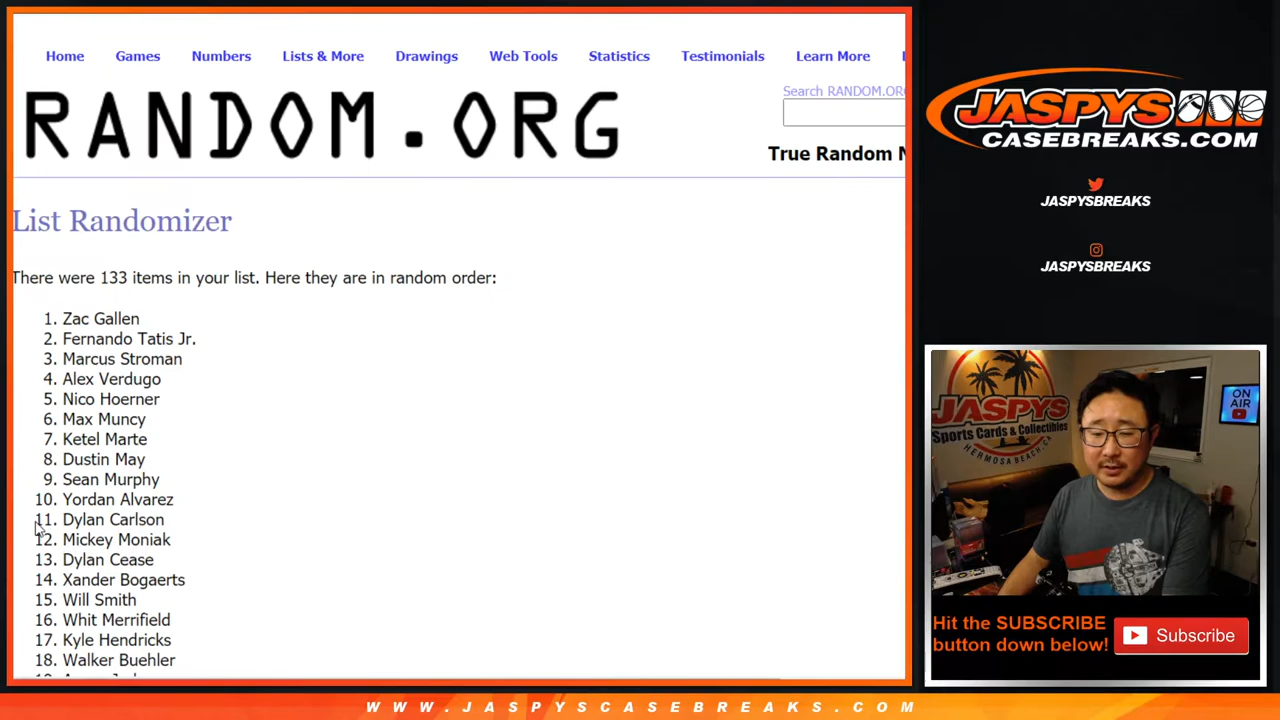 Home Games Numbers Lists & More Drawings Web Tools Statistics Testimonials Learn More
Search RANDOM.ORG
RANDOM.ORG
True Random N
List Randomizer
There were 133 items in your list. Here they are in random order:
1. Zac Gallen
2. Fernando Tatis Jr.
3. Marcus Stroman
4. Alex Verdugo
5. Nico Hoerner
6. Max Muncy
7. Ketel Marte
8. Dustin May
9. Sean Murphy
10. Yordan Alvarez
11. Dylan Carlson
12. Mickey Moniak
13. Dylan Cease
14. Xander Bogaerts
15. Will Smith
16. Whit Merrifield
17. Kyle Hendricks
18. Walker Buehler
JASPYS
CASEBREAKS.COM
JASPYSBREAKS
JASPYSBREAKS
JASPYS
Sports Cards & Collectibles
HERMOSA BEACH, CA
ON
AIR
Hit the SUBSCRIBE
button down below!
Subscribe
WWW.JASPYSCASEBREAKS.COM